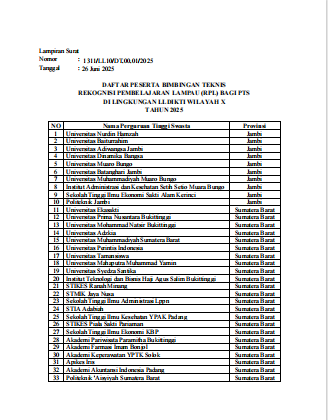 Lampiran Surat
Nomor : 1311/LL10/DT.00.01/2025
Tanggal : 26 Juni 2025
DAFTAR PESERTA BIMBINGAN TEKNIS
REKOGNISI PEMBELAJARAN LAMPAU (RPL) BAGI PTS
DI LINGKUNGAN LLDIKTI WILAYAH X
TAHUN 2025
NO Nama Perguruan Tinggi Swasta Provinsi
1 Universitas Nurdin Hamzah Jambi
2 Universitas Baiturrahim Jambi
3 Universitas Adiwangsa Jambi Jambi
4 Universitas Dinamika Bangsa Jambi
5 Universitas Muaro Bungo Jambi
6 Universitas Batanghari Jambi Jambi
7 Universitas Muhammadiyah Muaro Bungo Jambi
8 Institut Administrasi dan Kesehatan Setih Setio Muara Bungo Jambi
9 Sekolah Tinggi Ilmu Ekonomi Sakti Alam Kerinci Jambi
10 Politeknik Jambi Jambi
11 Universitas Ekasakti Sumatera Barat
12 Universitas Prima Nusantara Bukittinggi Sumatera Barat
13 Universitas Mohammad Natsir Bukittinggi Sumatera Barat
14 Universitas Adzkia Sumatera Barat
15 Universitas Muhammadiyah Sumatera Barat Sumatera Barat
16 Universitas Perintis Indonesia Sumatera Barat
17 Universitas Tamansiswa Sumatera Barat
18 Universitas Mahaputra Muhammad Yamin Sumatera Barat
19 Universitas Syedza Saintika Sumatera Barat
20 Institut Teknologi dan Bisnis Haji Agus Salim Bukittinggi Sumatera Barat
21 STIKES Ranah Minang Sumatera Barat
22 STMIK Jaya Nusa Sumatera Barat
23 Sekolah Tinggi Ilmu Administrasi Lppn Sumatera Barat
24 STIA Adabiah Sumatera Barat
25 Sekolah Tinggi Ilmu Kesehatan YPAK Padang Sumatera Barat
26 STIKES Piala Sakti Pariaman Sumatera Barat
27 Sekolah Tinggi Ilmu Ekonomi KBP Sumatera Barat
28 Akademi Pariwisata Paramitha Bukittinggi Sumatera Barat
29 Akademi Farmasi Imam Bonjol Sumatera Barat
30 Akademi Keperawatan YPTK Solok Sumatera Barat
31 Apikes Iris Sumatera Barat
32 Akademi Akuntansi Indonesia Padang Sumatera Barat
33 Politeknik 'Aisyiyah Sumatera Barat Sumatera Barat